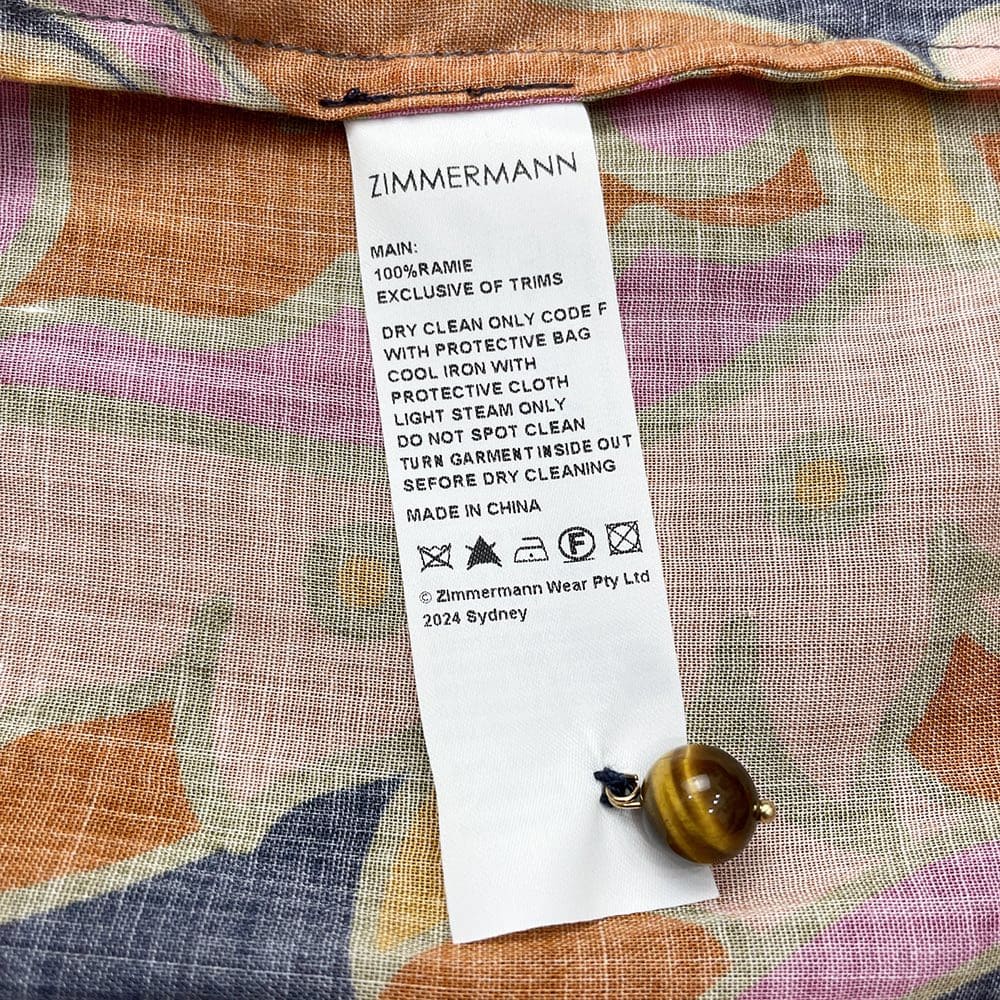 ZIMMERMANN
MAIN:
100%RAMIE
EXCLUSIVE OF TRIMS
DRY CLEAN ONLY CODE F
WITH PROTECTIVE BAG
COOL IRON WITH
PROTECTIVE CLOTH
LIGHT STEAM ONLY
DO NOT SPOT CLEAN
TURN GARMENT INSIDE OUT
SEFORE DRY CLEANING
MADE IN CHINA
F
© Zimmermann Wear Pty Ltd
2024 Sydney